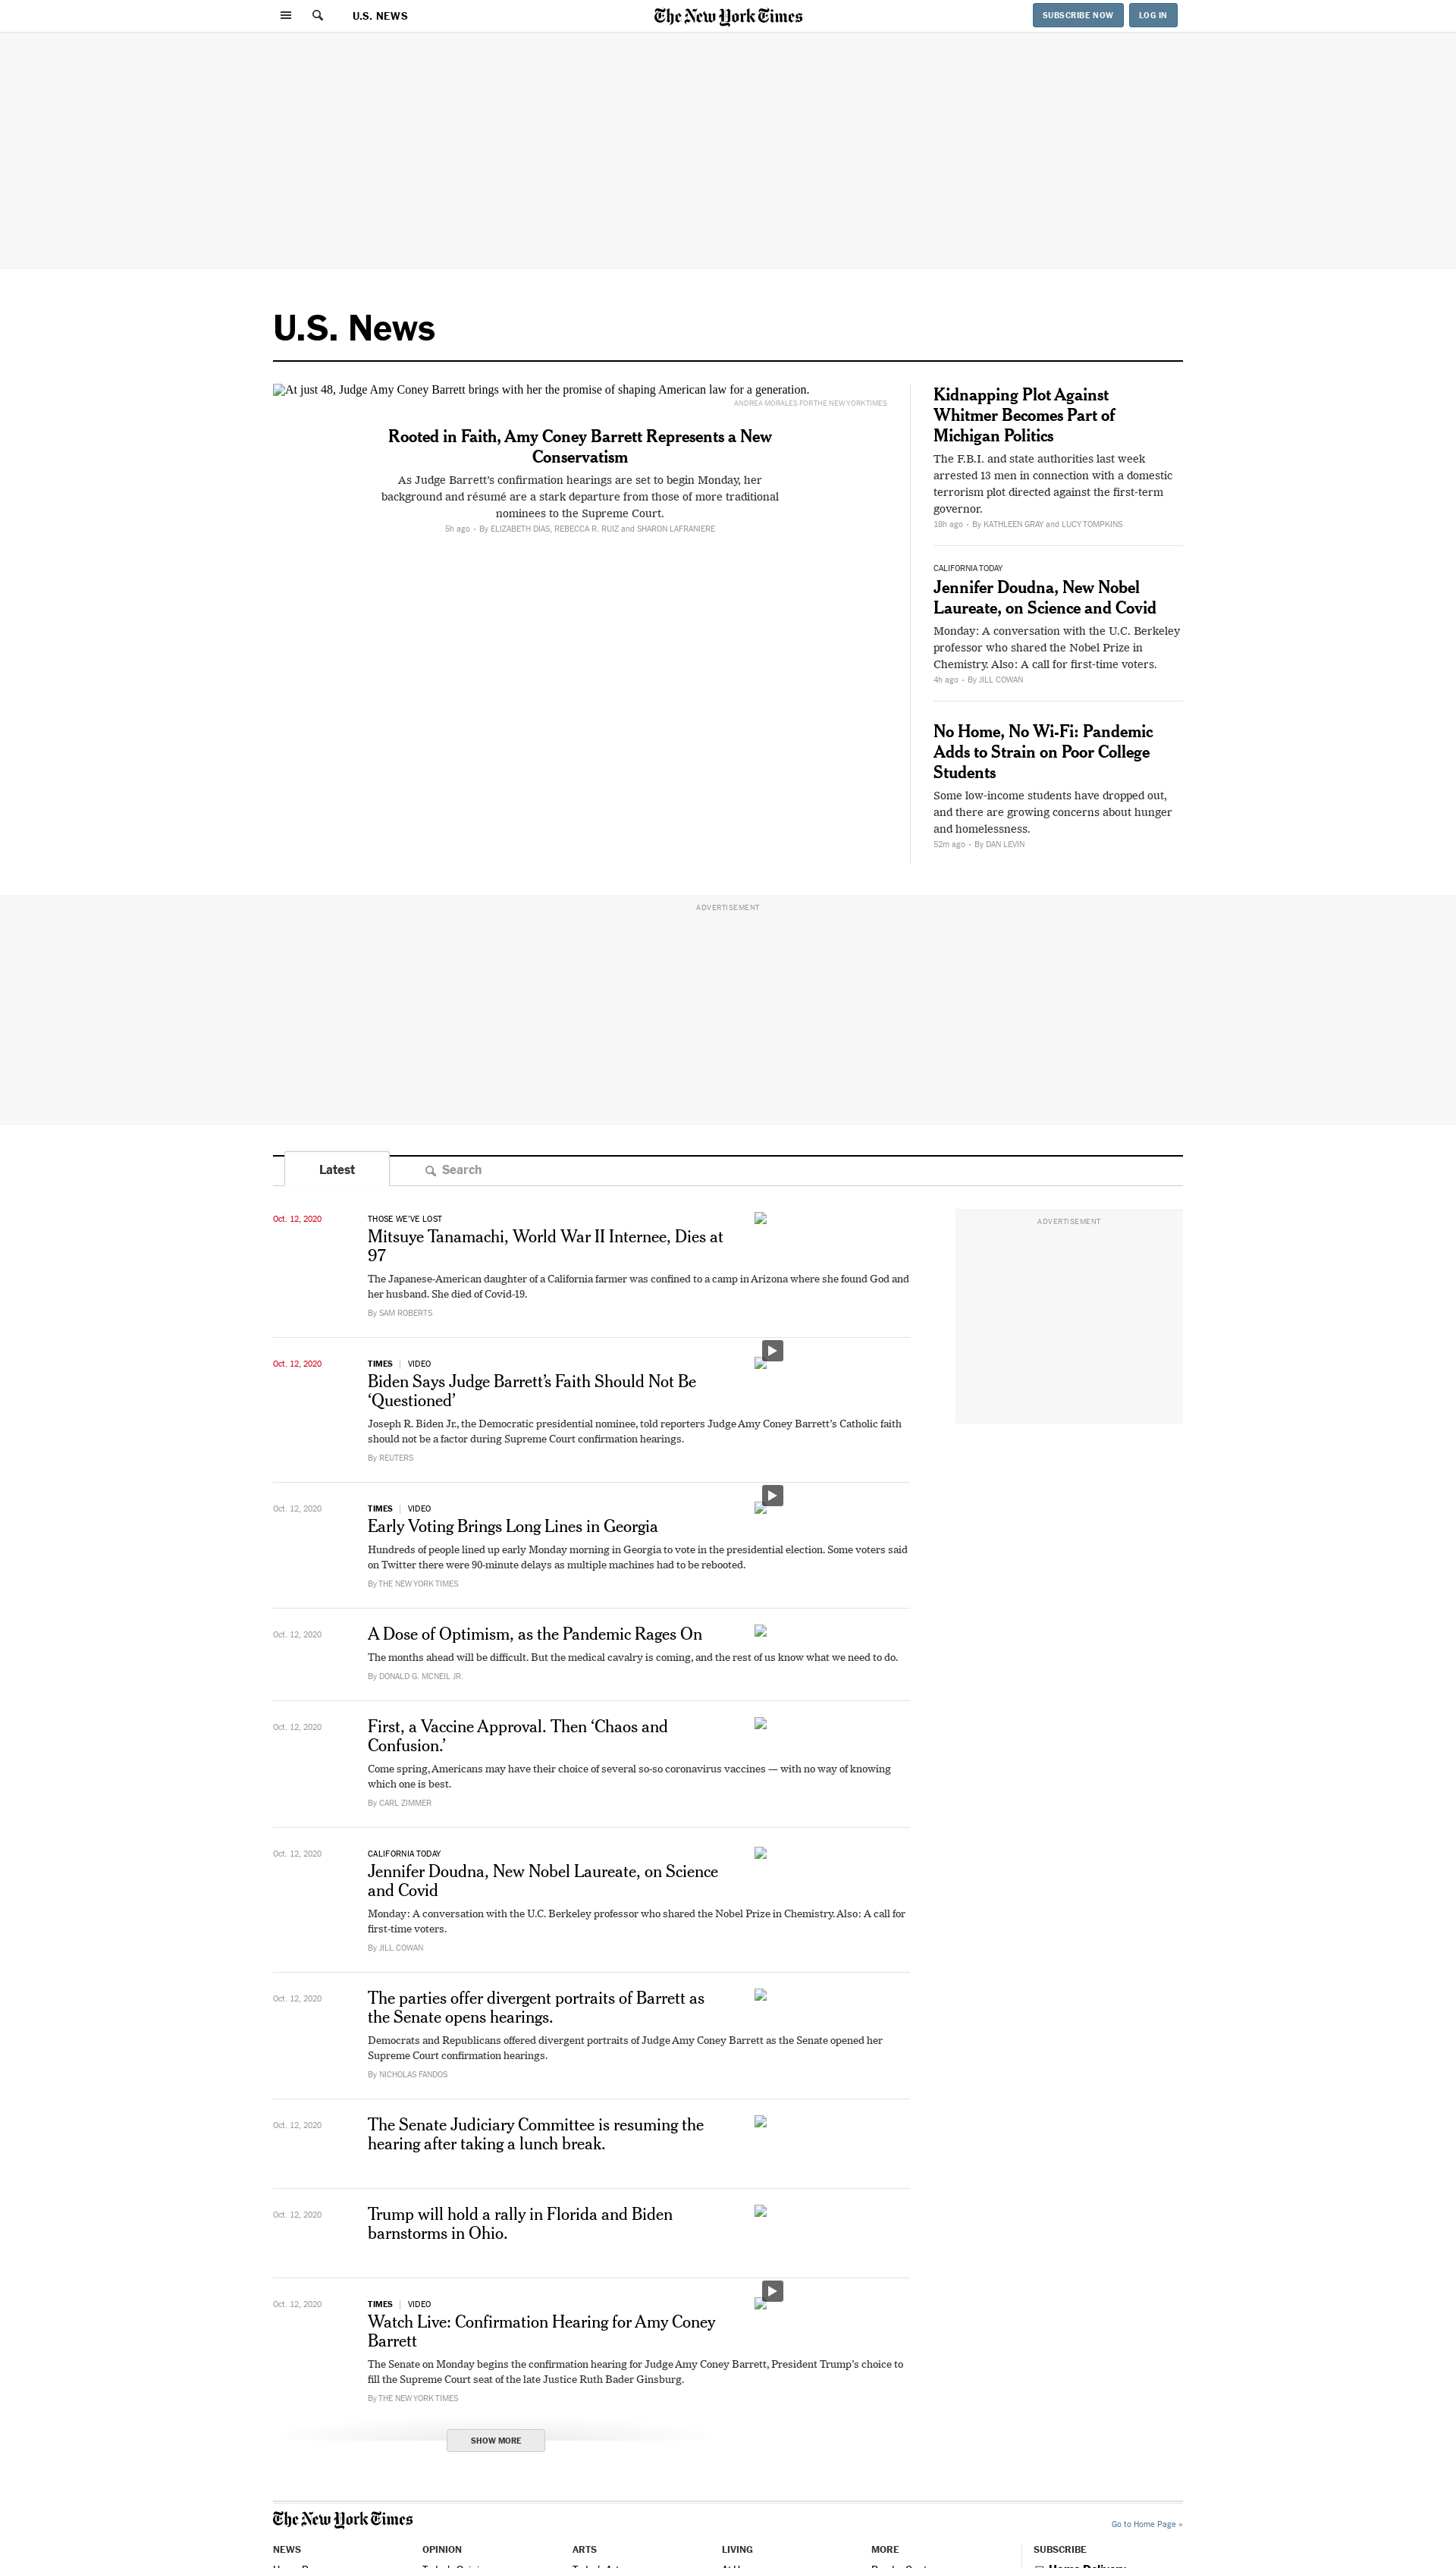 U.S. NEWS
The New York Times
SUBSCRIBE NOW
LOG IN
U.S. News
At just 48, Judge Amy Coney Barrett brings with her the promise of shaping American law for a generation.
ANDREA MORALES FOR THE NEW YORK TIMES
Rooted in Faith, Amy Coney Barrett Represents a New
Conservatism
As Judge Barrett's confirmation hearings are set to begin Monday, her
background and résumé are a stark departure from those of more traditional
nominees to the Supreme Court.
5h ago • By ELIZABETH DIAS, REBECCA R. RUIZ and SHARON LAFRANIERE
Kidnapping Plot Against
Whitmer Becomes Part of
Michigan Politics
The F.B.I. and state authorities last week
arrested 13 men in connection with a domestic
terrorism plot directed against the first-term
governor.
18h ago • By KATHLEEN GRAY and LUCY TOMPKINS
CALIFORNIA TODAY
Jennifer Doudna, New Nobel
Laureate, on Science and Covid
Monday: A conversation with the U.C. Berkeley
professor who shared the Nobel Prize in
Chemistry. Also: A call for first-time voters.
4h ago • By JILL COWAN
No Home, No Wi-Fi: Pandemic
Adds to Strain on Poor College
Students
Some low-income students have dropped out,
and there are growing concerns about hunger
and homelessness.
52m ago • By DAN LEVIN
ADVERTISEMENT
Latest
Search
ADVERTISEMENT
Oct. 12, 2020
THOSE WE'VE LOST
Mitsuye Tanamachi, World War II Internee, Dies at
97
The Japanese-American daughter of a California farmer was confined to a camp in Arizona where she found God and
her husband. She died of Covid-19.
By SAM ROBERTS
Oct. 12, 2020
TIMES | VIDEO
Biden Says Judge Barrett's Faith Should Not Be
‘Questioned’
Joseph R. Biden Jr., the Democratic presidential nominee, told reporters Judge Amy Coney Barrett's Catholic faith
should not be a factor during Supreme Court confirmation hearings.
By REUTERS
Oct. 12, 2020
TIMES | VIDEO
Early Voting Brings Long Lines in Georgia
Hundreds of people lined up early Monday morning in Georgia to vote in the presidential election. Some voters said
on Twitter there were 90-minute delays as multiple machines had to be rebooted.
By THE NEW YORK TIMES
Oct. 12, 2020
A Dose of Optimism, as the Pandemic Rages On
The months ahead will be difficult. But the medical cavalry is coming, and the rest of us know what we need to do.
By DONALD G. MCNEIL JR.
Oct. 12, 2020
First, a Vaccine Approval. Then ‘Chaos and
Confusion.’
Come spring, Americans may have their choice of several so-so coronavirus vaccines — with no way of knowing
which one is best.
By CARL ZIMMER
Oct. 12, 2020
CALIFORNIA TODAY
Jennifer Doudna, New Nobel Laureate, on Science
and Covid
Monday: A conversation with the U.C. Berkeley professor who shared the Nobel Prize in Chemistry. Also: A call for
first-time voters.
By JILL COWAN
Oct. 12, 2020
The parties offer divergent portraits of Barrett as
the Senate opens hearings.
Democrats and Republicans offered divergent portraits of Judge Amy Coney Barrett as the Senate opened her
Supreme Court confirmation hearings.
By NICHOLAS FANDOS
Oct. 12, 2020
The Senate Judiciary Committee is resuming the
hearing after taking a lunch break.
Oct. 12, 2020
Trump will hold a rally in Florida and Biden
barnstorms in Ohio.
Oct. 12, 2020
TIMES | VIDEO
Watch Live: Confirmation Hearing for Amy Coney
Barrett
The Senate on Monday begins the confirmation hearing for Judge Amy Coney Barrett, President Trump's choice to
fill the Supreme Court seat of the late Justice Ruth Bader Ginsburg.
By THE NEW YORK TIMES
SHOW MORE
The New York Times
Go to Home Page »
NEWS
OPINION
ARTS
LIVING
MORE
SUBSCRIBE